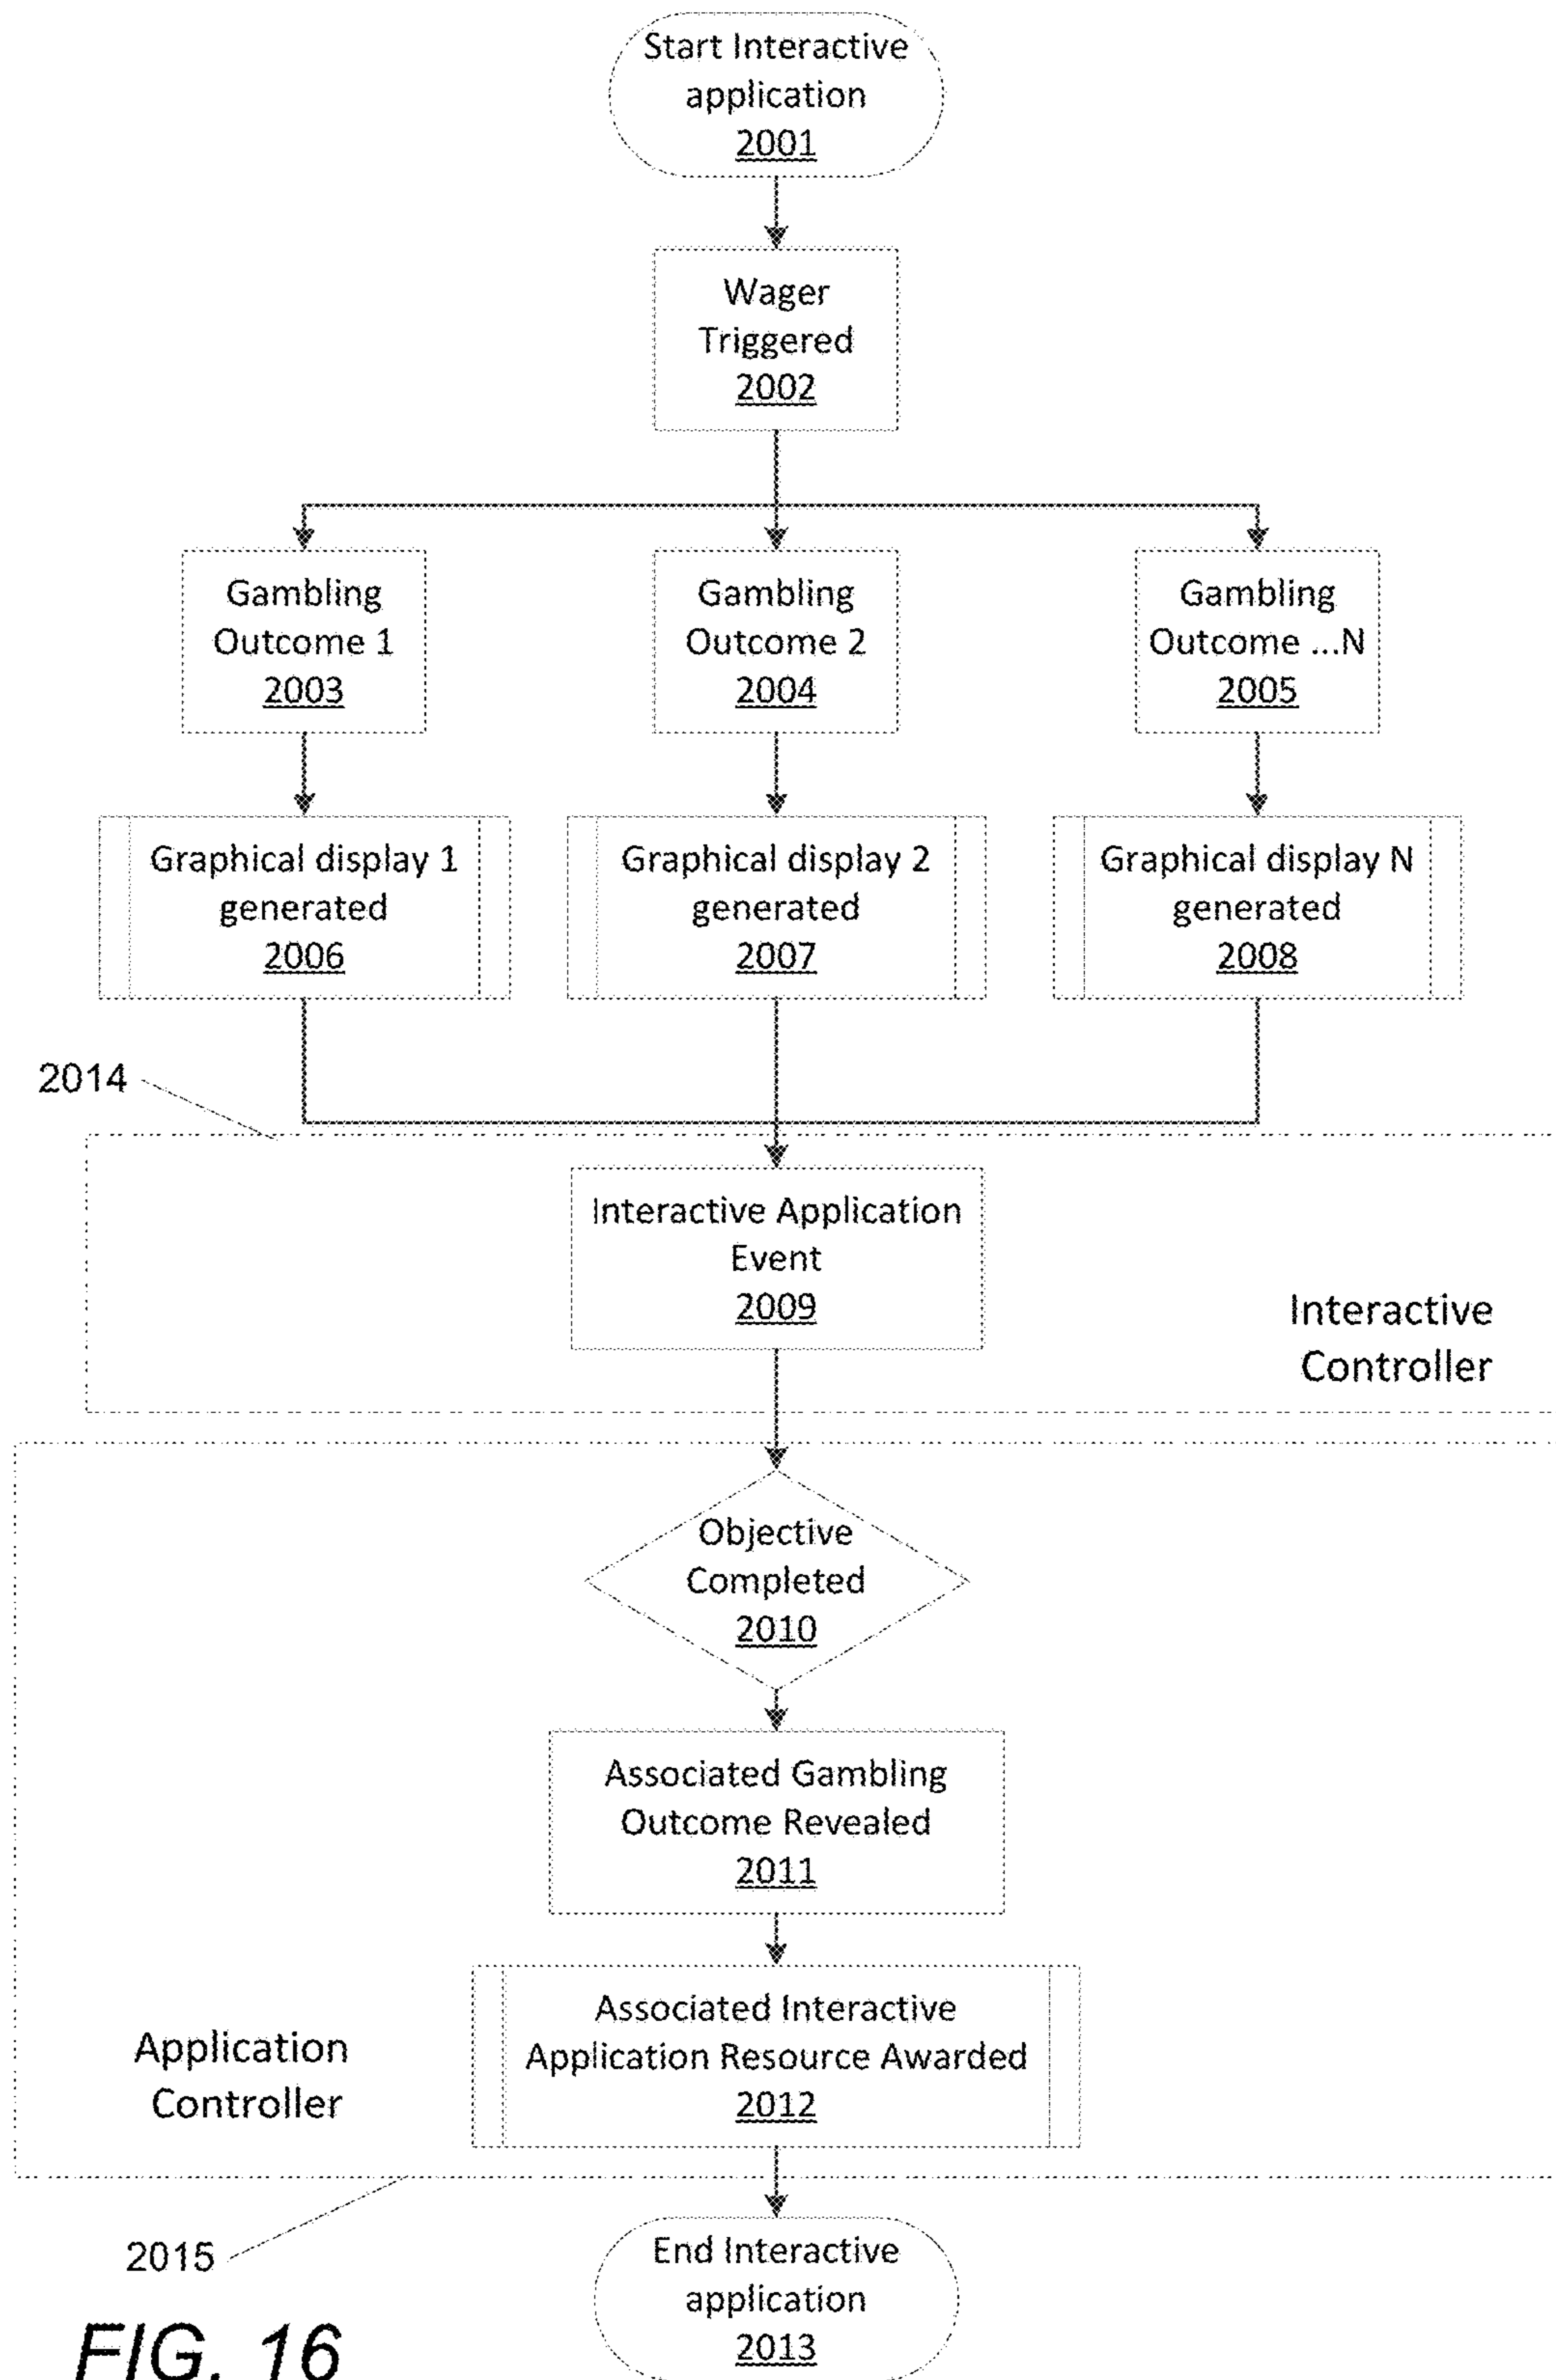 Start Interactive
application
2001
Wager
Triggered
2002
Gambling
Outcome 1
2003
Gambling
Outcome 2
2004
Gambling
Outcome ...N
2005
Graphical display 1
generated
2006
Graphical display 2
generated
2007
Graphical display N
generated
2008
2014
Interactive Application
Event
2009
Interactive
Controller
Objective
Completed
2010
Associated Gambling
Outcome Revealed
2011
Associated Interactive
Application Resource Awarded
2012
Application
Controller
2015
End Interactive
application
2013
FIG. 16